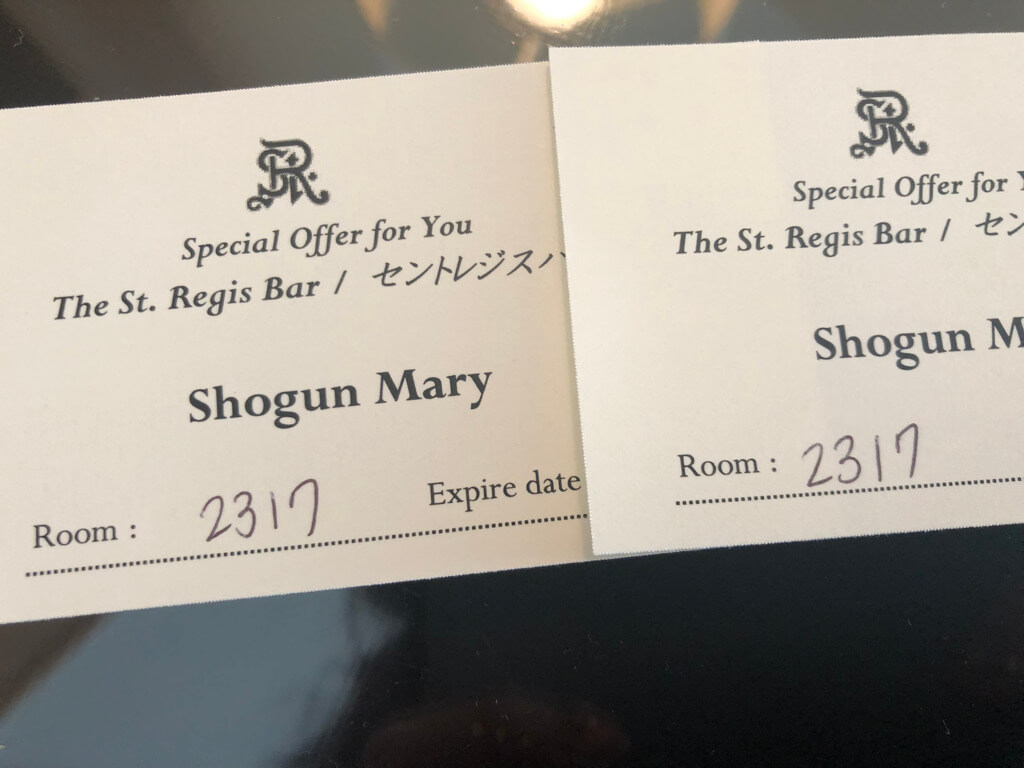 Special Offer for You
The St. Regis Bar / セントレジスバ
Shogun Mary
Room : 2317 Expire date
Special Offer for Y
The St. Regis Bar / セン
Shogun M
Room : 2317